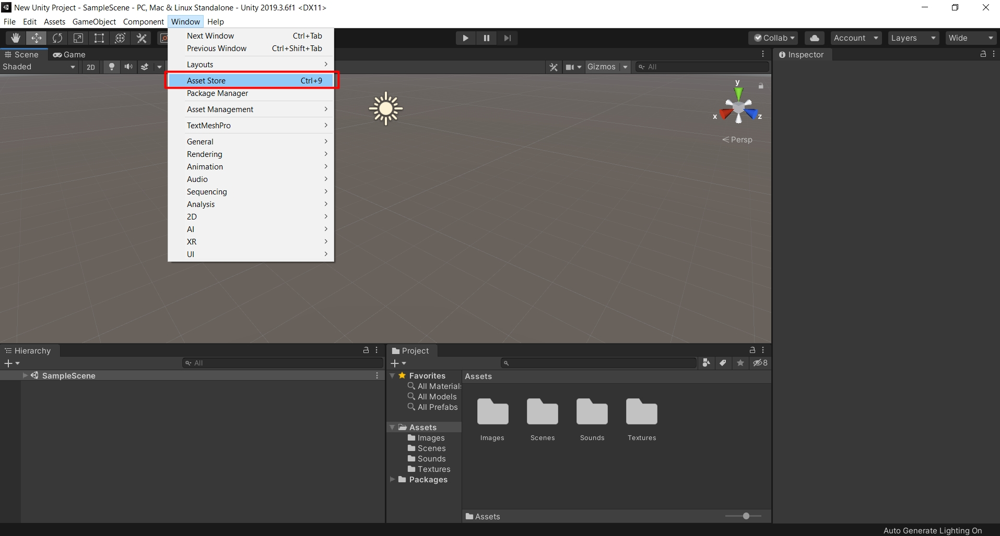 New Unity Project - SampleScene - PC, Mac & Linux Standalone - Unity 2019.3.6f1 <DX11>
File Edit Assets GameObject Component Window Help
Collab Account Layers Wide
Scene Game
Shaded 2D Gizmos All
Next Window Ctrl+Tab
Previous Window Ctrl+Shift+Tab
Layouts
Asset Store Ctrl+9
Package Manager
Asset Management
TextMeshPro
General
Rendering
Animation
Audio
Sequencing
Analysis
2D
AI
XR
UI
y
x z
Persp
Inspector
Hierarchy
All
SampleScene
Project
8
Favorites
All Materials
All Models
All Prefabs
Assets
Images
Scenes
Sounds
Textures
Packages
Assets
Images Scenes Sounds Textures
Assets
Auto Generate Lighting On